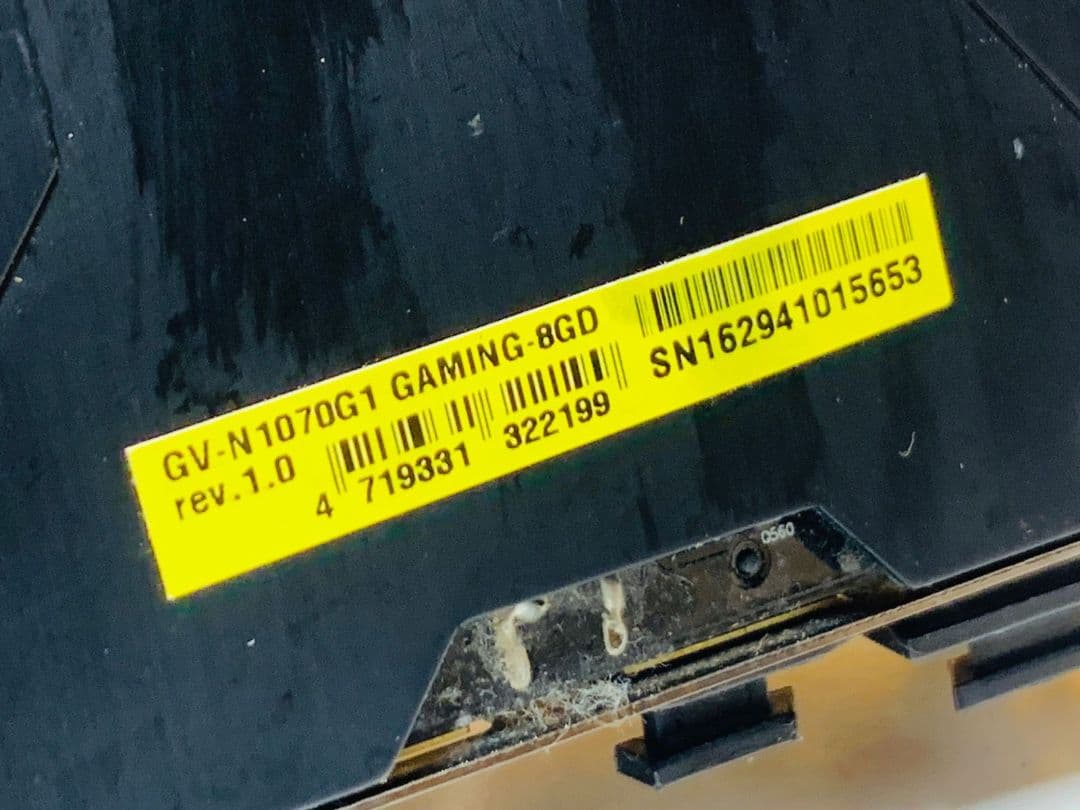 GV-N1070G1 GAMING-8GD
rev.1.0
4 719331 322199
SN162941015653
0560